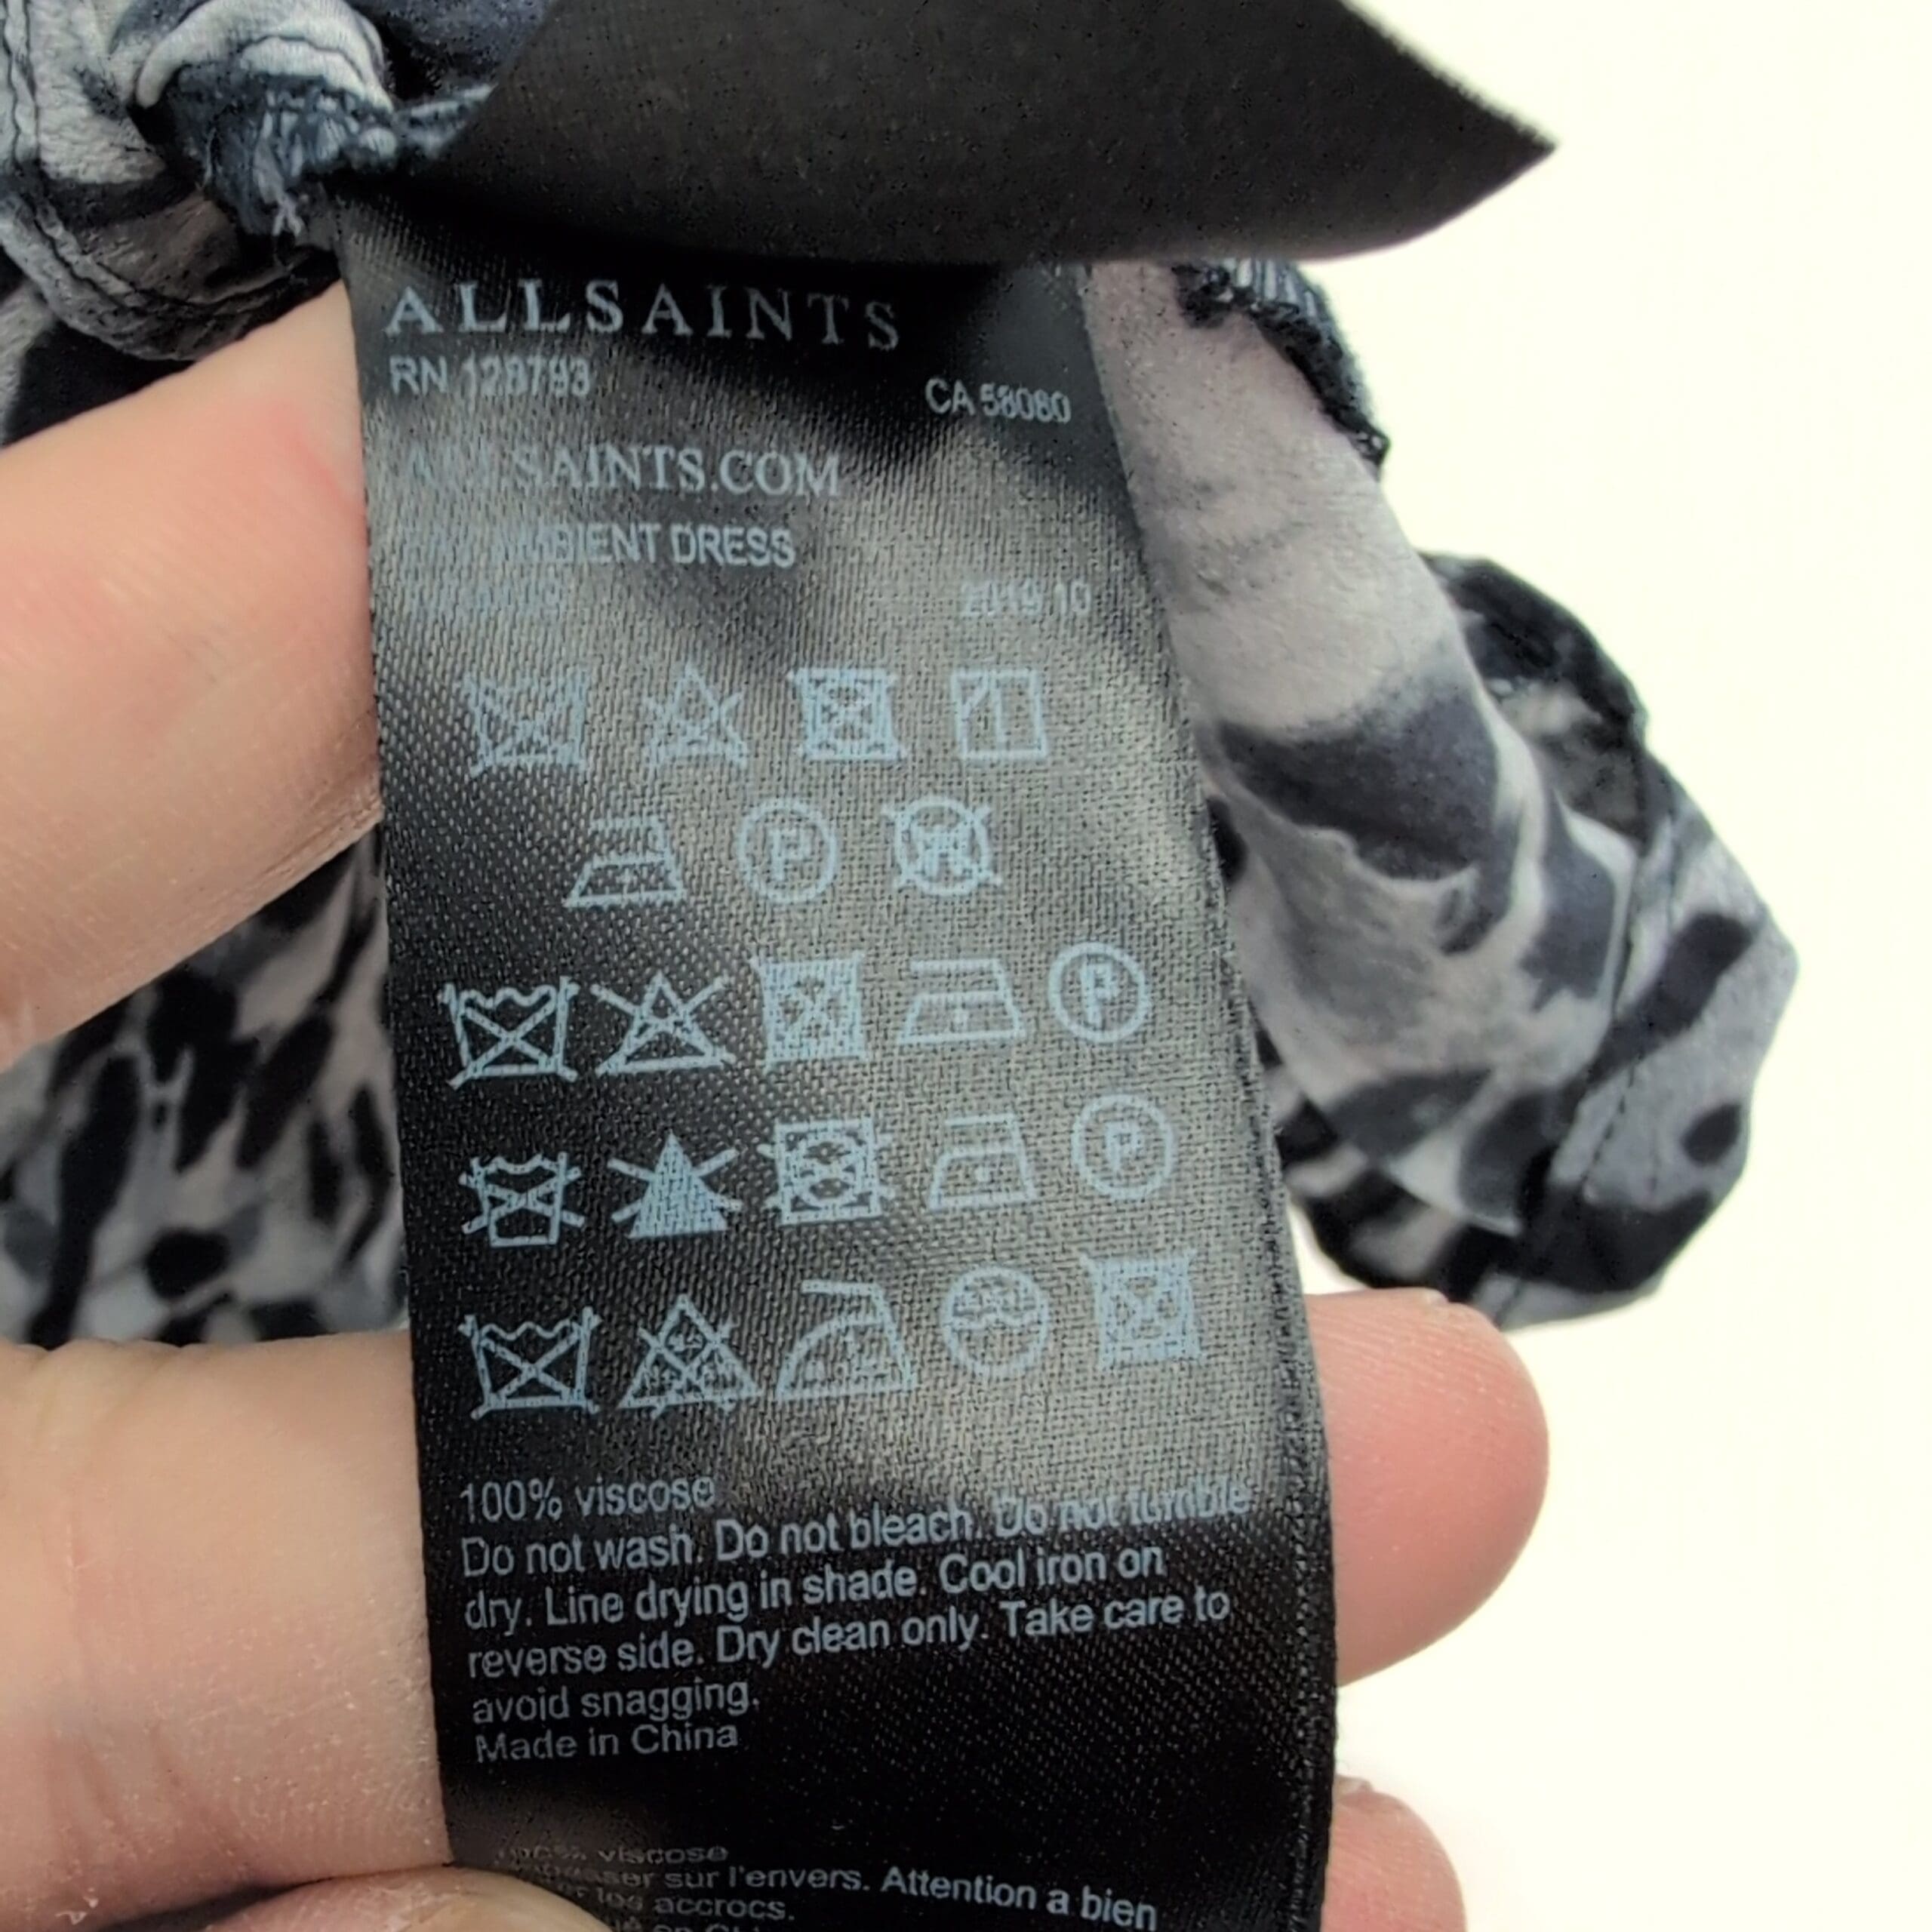 ALLSAINTS
RN 128793
CA 58080
ALLSAINTS.COM
AMBIENT DRESS
2019 10
P
P
P
100% viscose
Do not wash. Do not bleach. Do not tumble
dry. Line drying in shade. Cool iron on
reverse side. Dry clean only. Take care to
avoid snagging.
Made in China
100% viscose
sur l'envers. Attention a bien
los accrocs.